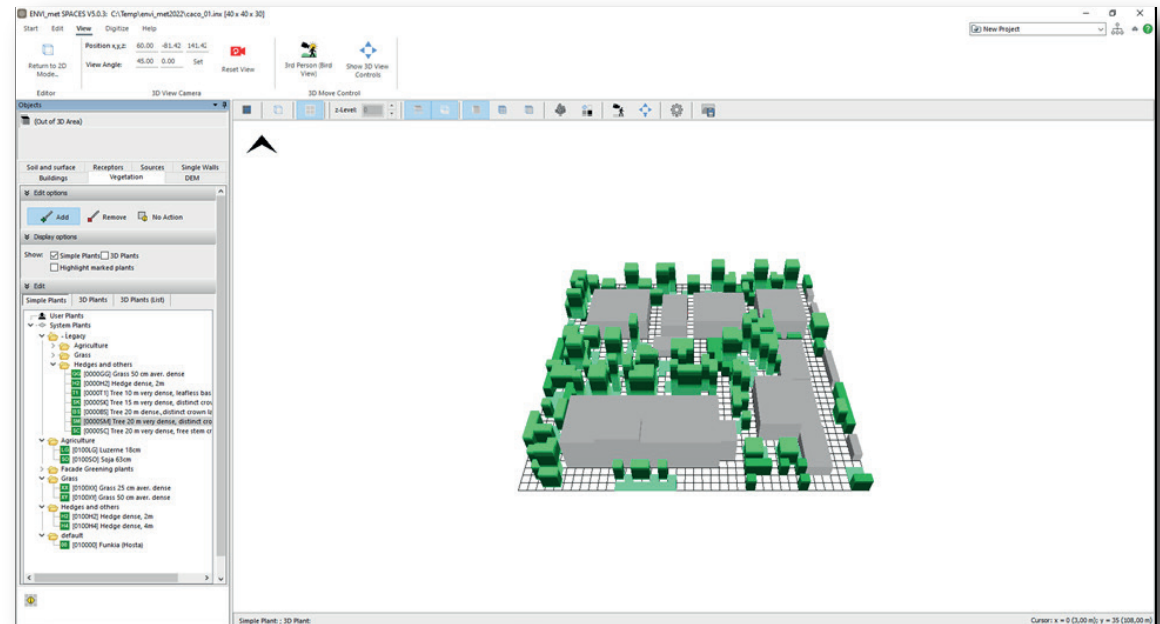 ENVI_met SPACES V5.0.3: C:\Temp\envi_met2022\caco_01.inx [40 x 40 x 30]
Start Edit View Digitize Help
New Project
Position x,y,z: 60.00 -81.42 141.42
View Angle: 45.00 0.00 Set
Return to 2D Mode...
Reset View
3rd Person (Bird View)
Show 3D View Controls
Editor 3D View Camera 3D Move Control
Objects
z-Level:
(Out of 3D Area)
Soil and surface Receptors Sources Single Walls
Buildings Vegetation DEM
Edit options
Add Remove No Action
Display options
Show: Simple Plants 3D Plants
Highlight marked plants
Edit
Simple Plants 3D Plants 3D Plants (List)
User Plants
System Plants
- Legacy
Agriculture
Grass
Hedges and others
[0000GG] Grass 50 cm aver. dense
[0000H2] Hedge dense, 2m
[0000T1] Tree 10 m very dense, leafless bas
[0000SK] Tree 15 m very dense, distinct crow
[0000BS] Tree 20 m dense., distinct crown la
[0000SM] Tree 20 m very dense, distinct cro
[0000SC] Tree 20 m very dense, free stem cr
Agriculture
[0100LG] Luzerne 18cm
[0100SO] Soja 63cm
Facade Greening plants
Grass
[0100XX] Grass 25 cm aver. dense
[0100XY] Grass 50 cm aver. dense
Hedges and others
[0100H2] Hedge dense, 2m
[0100H4] Hedge dense, 4m
default
[010000] Funkia (Hosta)
Simple Plant: ; 3D Plant:
Cursor: x = 0 (3,00 m); y = 35 (108,00 m)